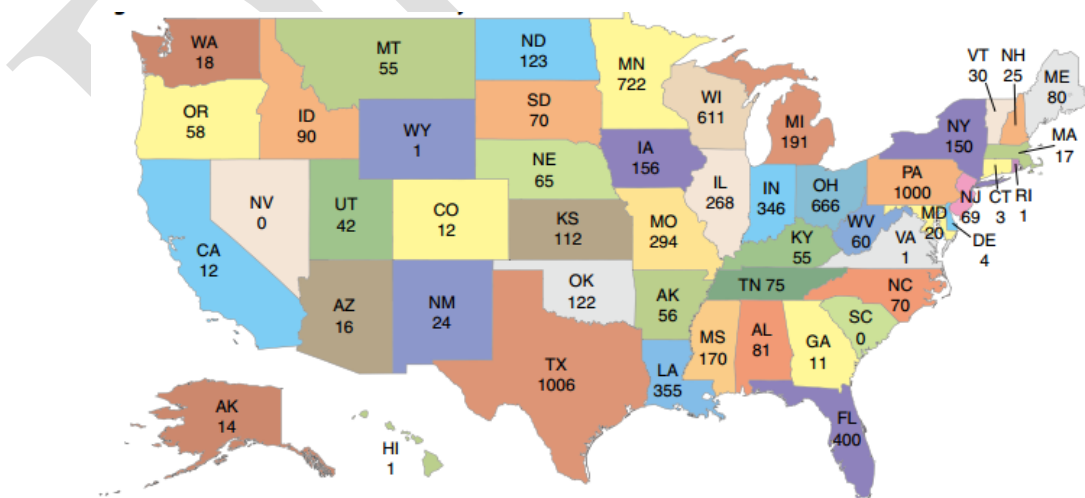 WA
18
MT
55
ND
123
MN
722
VT
30
NH
25
ME
80
OR
58
ID
90
WY
1
SD
70
WI
611
MI
191
NY
150
MA
17
NV
0
UT
42
CO
12
NE
65
IA
156
IL
268
IN
346
OH
666
PA
1000
NJ
69
CT
3
RI
1
CA
12
KS
112
MO
294
KY
55
WV
60
VA
1
MD
20
DE
4
AZ
16
NM
24
OK
122
AK
56
TN 75
NC
70
SC
0
TX
1006
LA
355
MS
170
AL
81
GA
11
FL
400
AK
14
HI
1